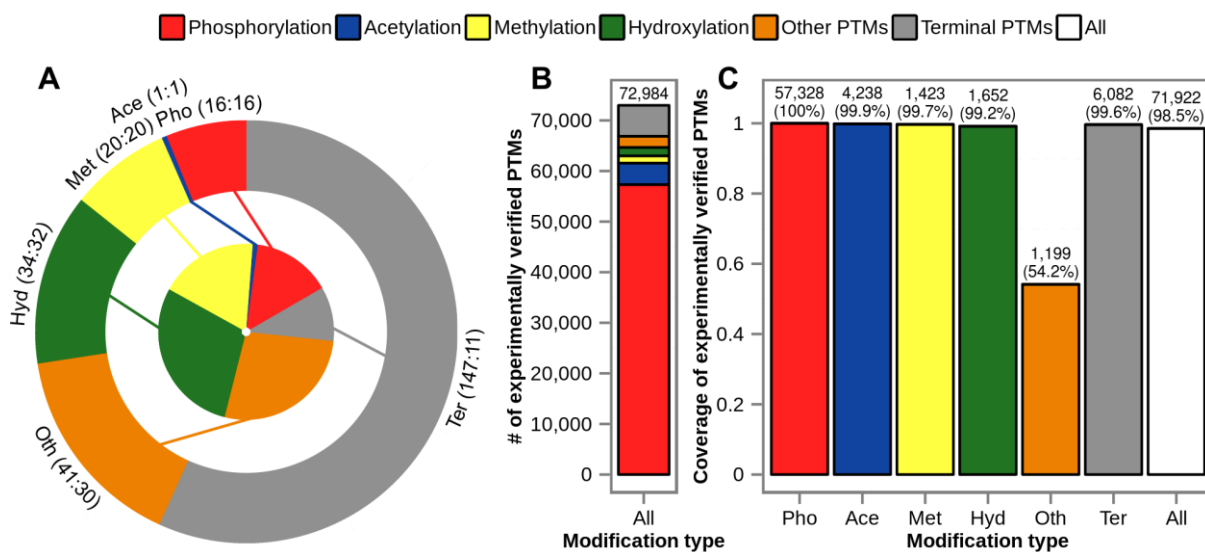 Phosphorylation Acetylation Methylation Hydroxylation Other PTMs Terminal PTMs All
A
Ace (1:1)
Met (20:20) Pho (16:16)
Hyd (34:32)
Oth (41:30)
Ter (147:11)
B
# of experimentally verified PTMs
72,984
70,000
60,000
50,000
40,000
30,000
20,000
10,000
0
All
Modification type
C
Coverage of experimentally verified PTMs
1
0.8
0.6
0.4
0.2
0
57,328
(100%)
4,238
(99.9%)
1,423
(99.7%)
1,652
(99.2%)
1,199
(54.2%)
6,082
(99.6%)
71,922
(98.5%)
Pho Ace Met Hyd Oth Ter All
Modification type